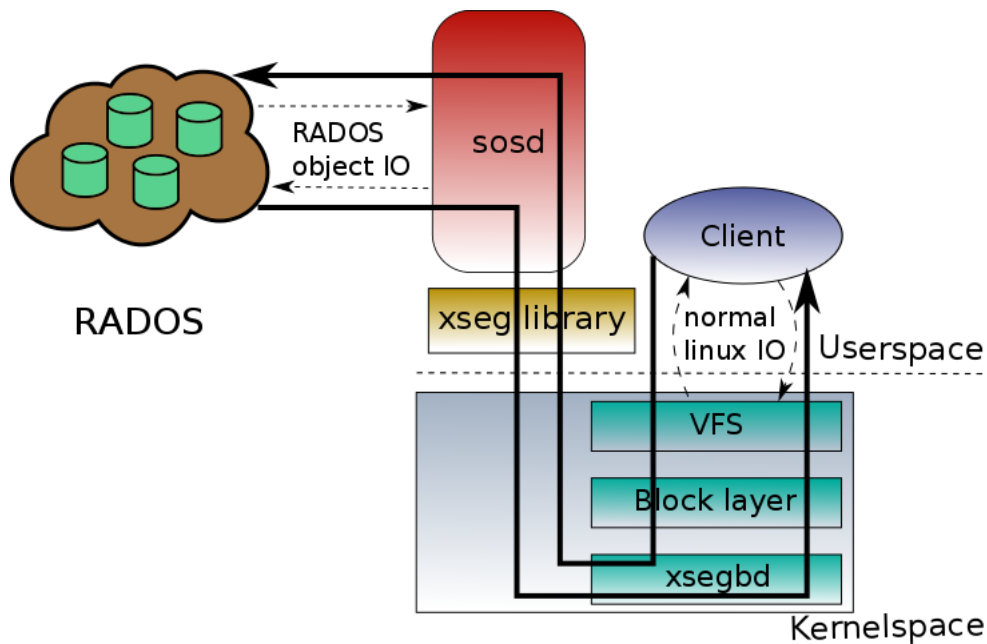 sosd
RADOS
object IO
RADOS
xseg library
Client
normal
linux IO
Userspace
VFS
Block layer
xsegbd
Kernelspace